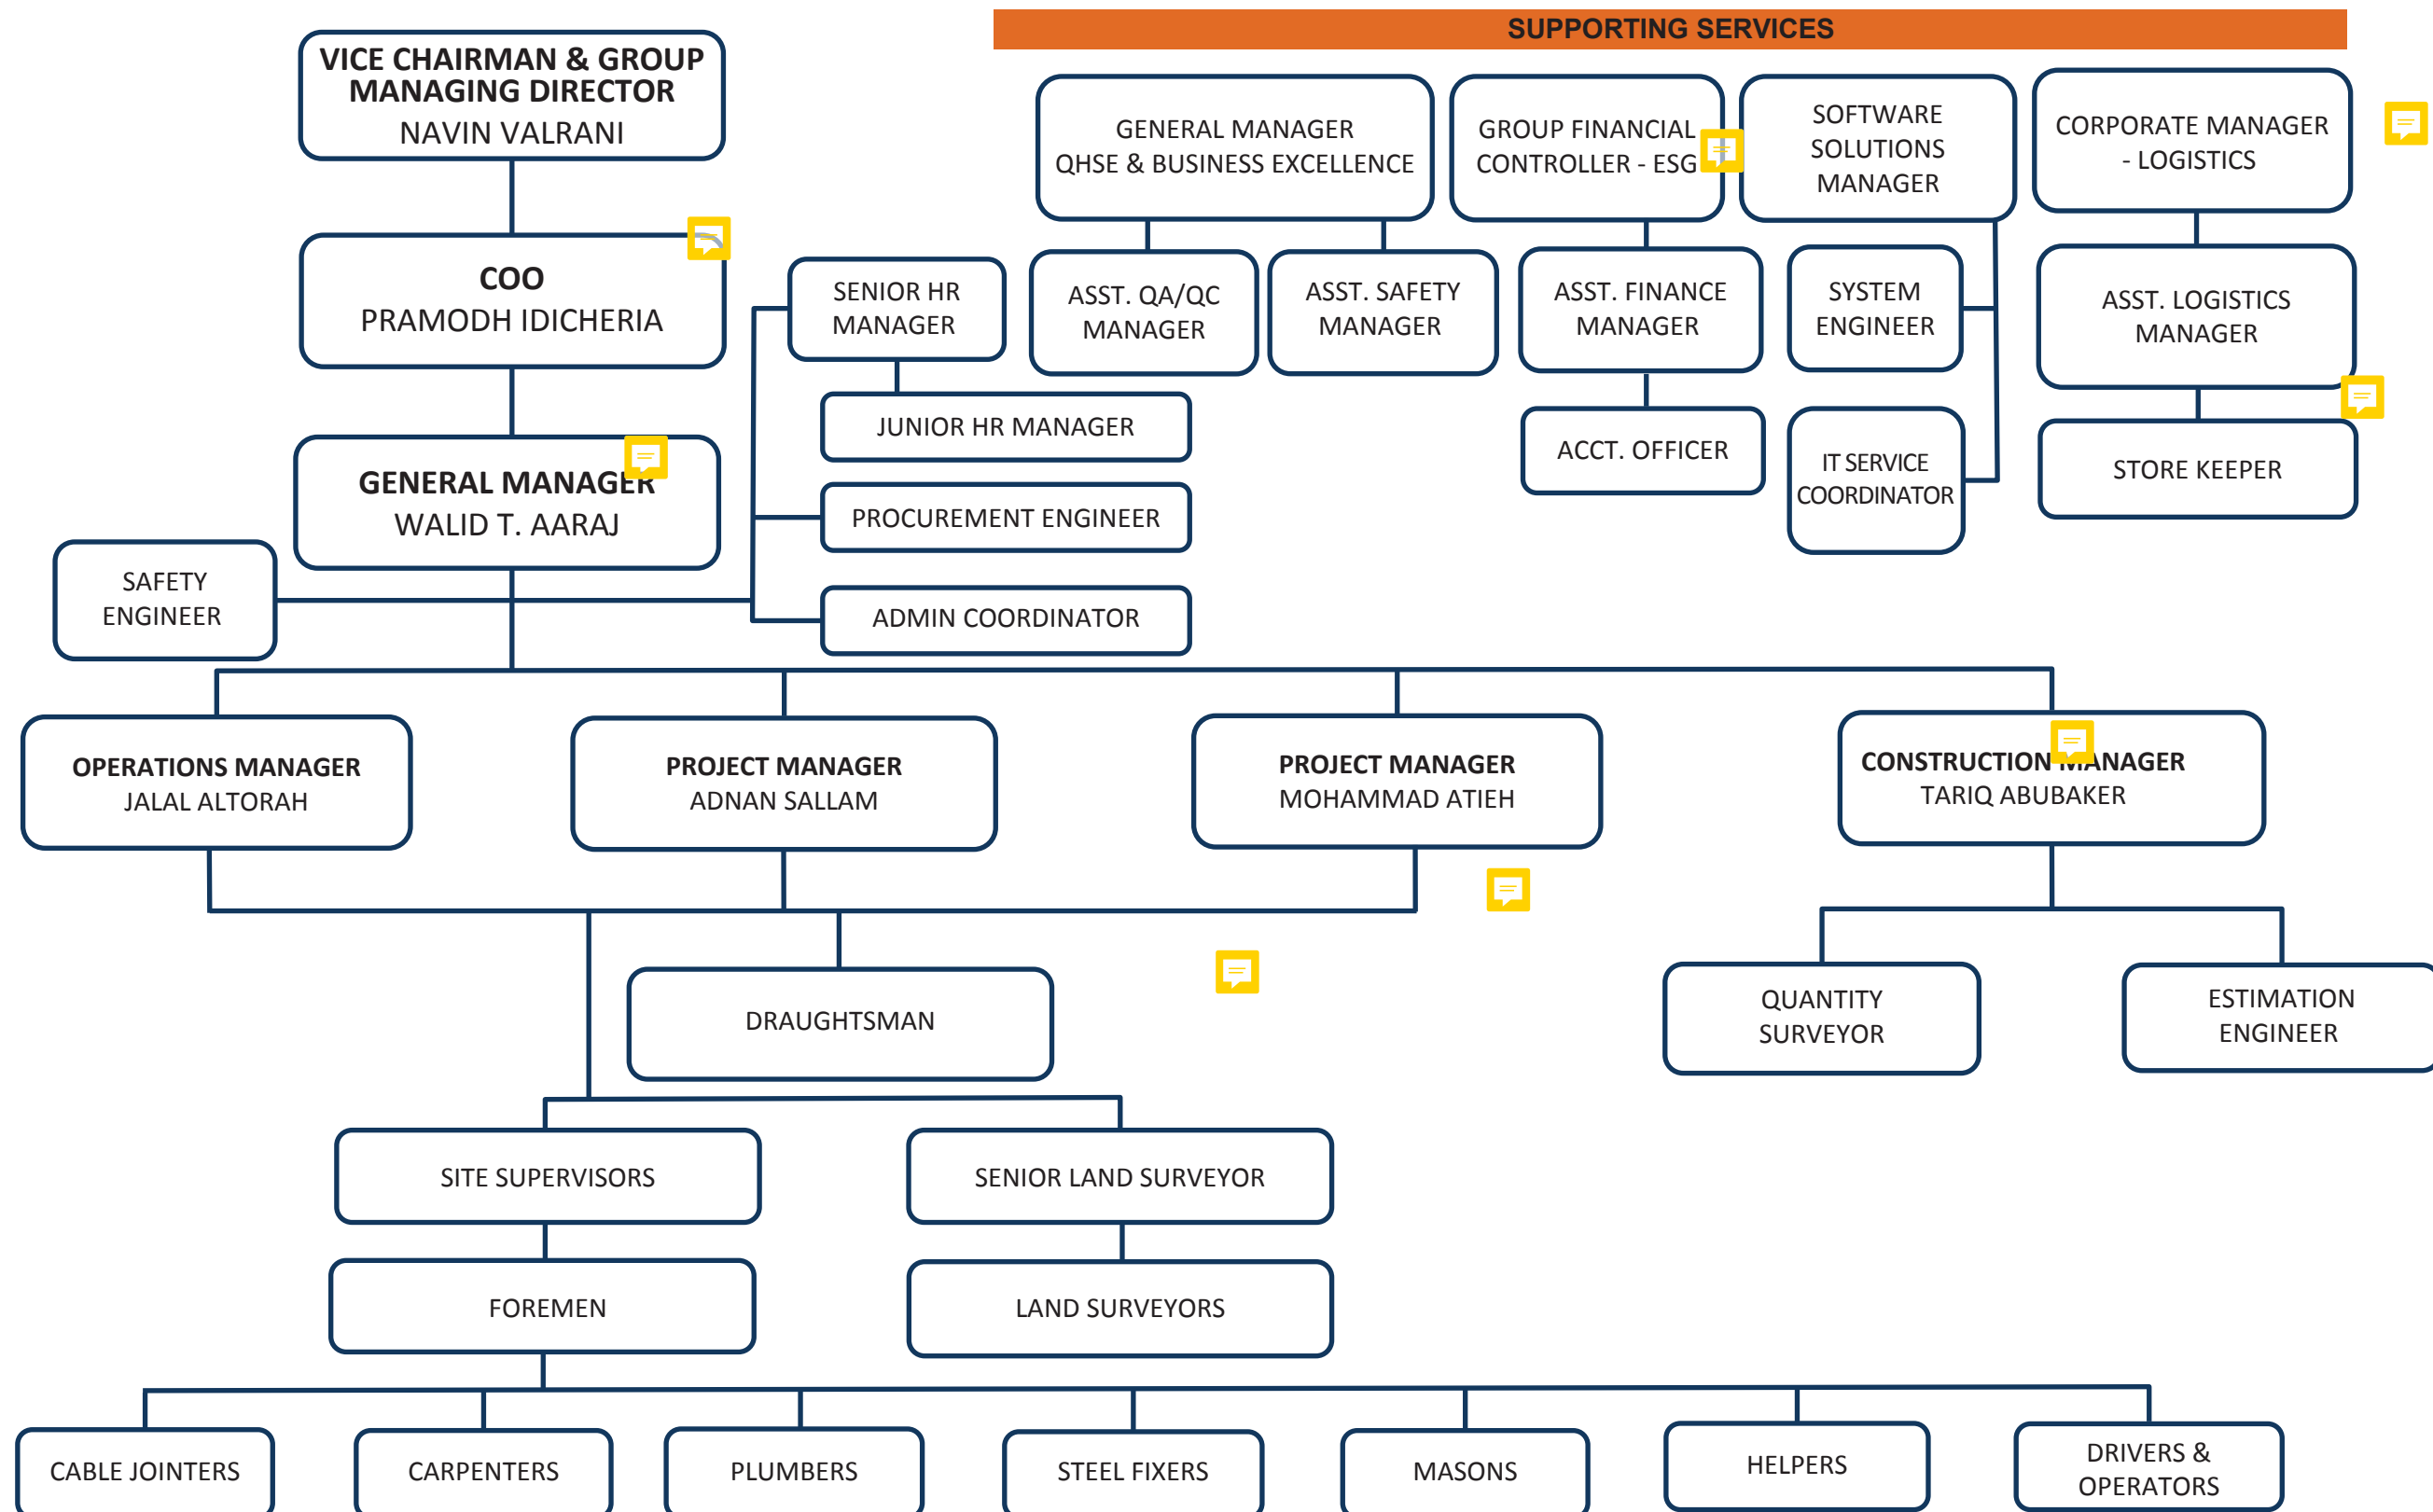 SUPPORTING SERVICES
VICE CHAIRMAN & GROUP
MANAGING DIRECTOR
NAVIN VALRANI
GENERAL MANAGER
QHSE & BUSINESS EXCELLENCE
GROUP FINANCIAL
CONTROLLER - ESG
SOFTWARE
SOLUTIONS
MANAGER
CORPORATE MANAGER
- LOGISTICS
COO
PRAMODH IDICHERIA
SENIOR HR
MANAGER
ASST. QA/QC
MANAGER
ASST. SAFETY
MANAGER
ASST. FINANCE
MANAGER
SYSTEM
ENGINEER
ASST. LOGISTICS
MANAGER
JUNIOR HR MANAGER
ACCT. OFFICER
IT SERVICE
COORDINATOR
STORE KEEPER
GENERAL MANAGER
WALID T. AARAJ
PROCUREMENT ENGINEER
SAFETY
ENGINEER
ADMIN COORDINATOR
OPERATIONS MANAGER
JALAL ALTORAH
PROJECT MANAGER
ADNAN SALLAM
PROJECT MANAGER
MOHAMMAD ATIEH
CONSTRUCTION MANAGER
TARIQ ABUBAKER
DRAUGHTSMAN
QUANTITY
SURVEYOR
ESTIMATION
ENGINEER
SITE SUPERVISORS
SENIOR LAND SURVEYOR
FOREMEN
LAND SURVEYORS
CABLE JOINTERS
CARPENTERS
PLUMBERS
STEEL FIXERS
MASONS
HELPERS
DRIVERS &
OPERATORS